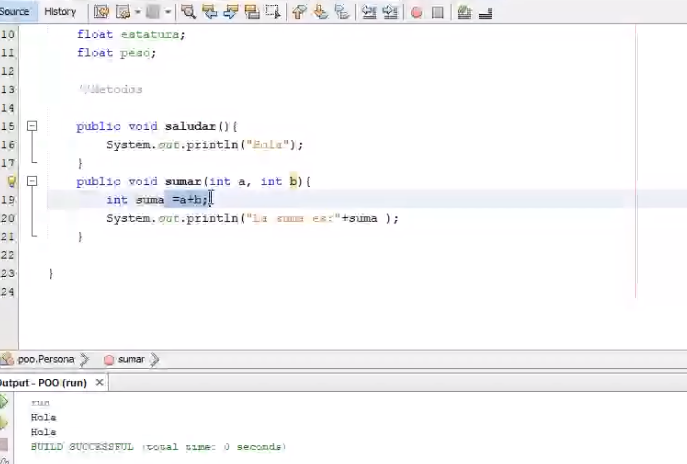 Source History
10 float estatura;
11 float peso;
12
13 //Metodos
14
15 public void saludar(){
16 System.out.println("Hola");
17 }
public void sumar(int a, int b){
19 int suma =a+b;
20 System.out.println("La suma es:"+suma );
21 }
22
23 }
24
poo.Persona sumar
Output - POO (run) ×
run
Hola
Hola
BUILD SUCCESSFUL (total time: 0 seconds)